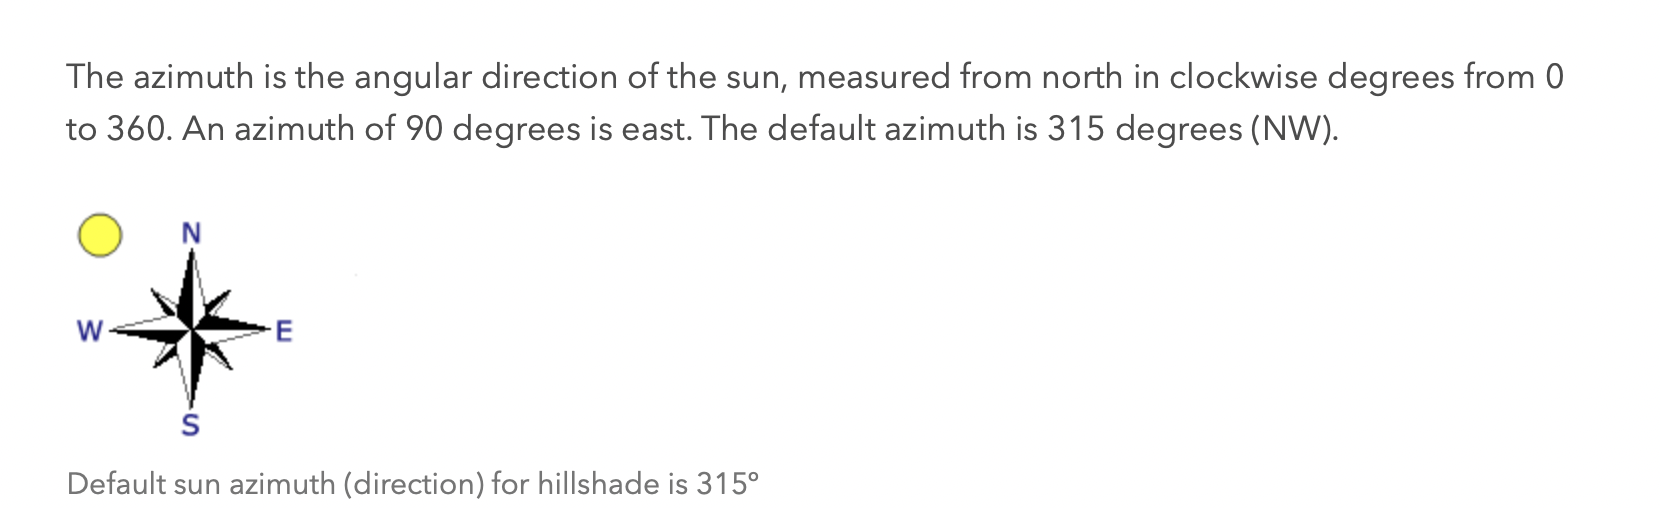 The azimuth is the angular direction of the sun, measured from north in clockwise degrees from 0
to 360. An azimuth of 90 degrees is east. The default azimuth is 315 degrees (NW).
N
W E
S
Default sun azimuth (direction) for hillshade is 315º